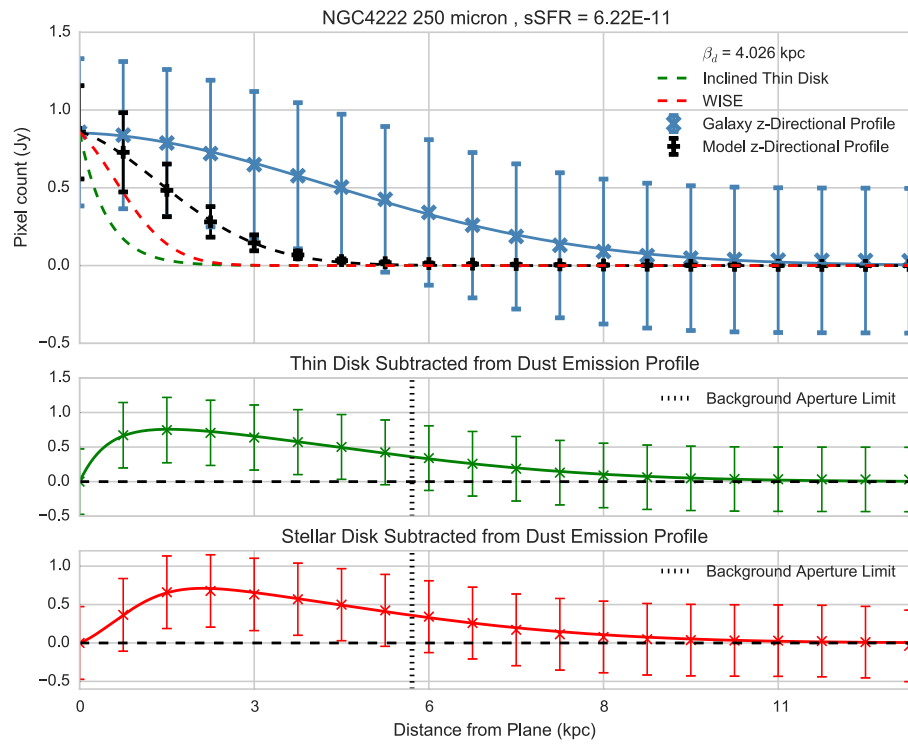 NGC4222 250 micron , sSFR = 6.22E-11
1.5
1.0
0.5
0.0
−0.5
Pixel count (Jy)
β_d = 4.026 kpc
Inclined Thin Disk
WISE
Galaxy z-Directional Profile
Model z-Directional Profile
Thin Disk Subtracted from Dust Emission Profile
1.5
1.0
0.5
0.0
−0.5
Background Aperture Limit
Stellar Disk Subtracted from Dust Emission Profile
1.5
1.0
0.5
0.0
−0.5
Background Aperture Limit
0 3 6 8 11
Distance from Plane (kpc)